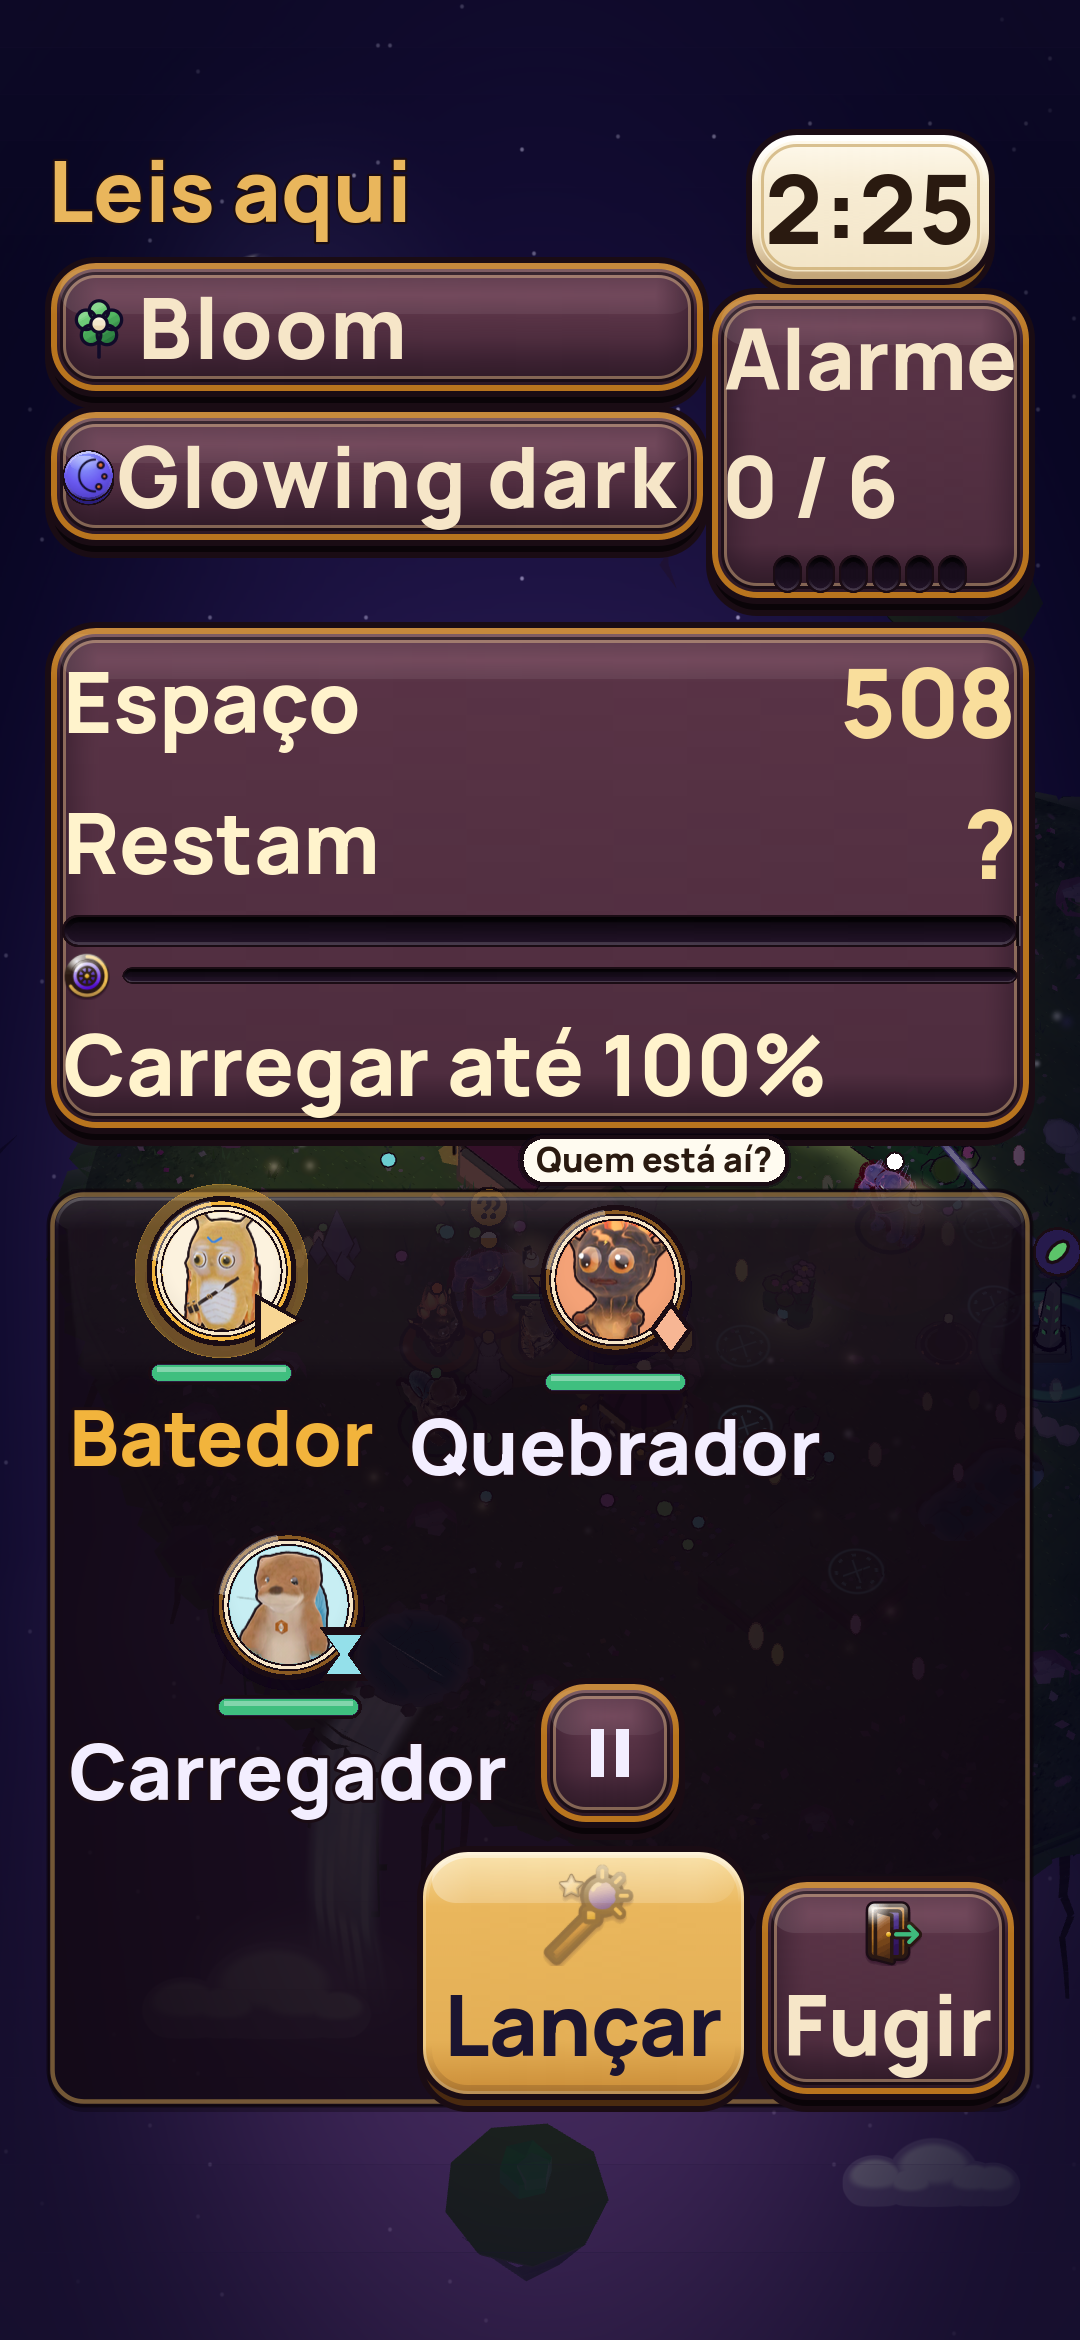 Leis aqui
2:25
Bloom
Glowing dark
Alarme
0 / 6
Espaço 508
Restam ?
Carregar até 100%
Quem está aí?
Batedor
Quebrador
Carregador
Lançar
Fugir